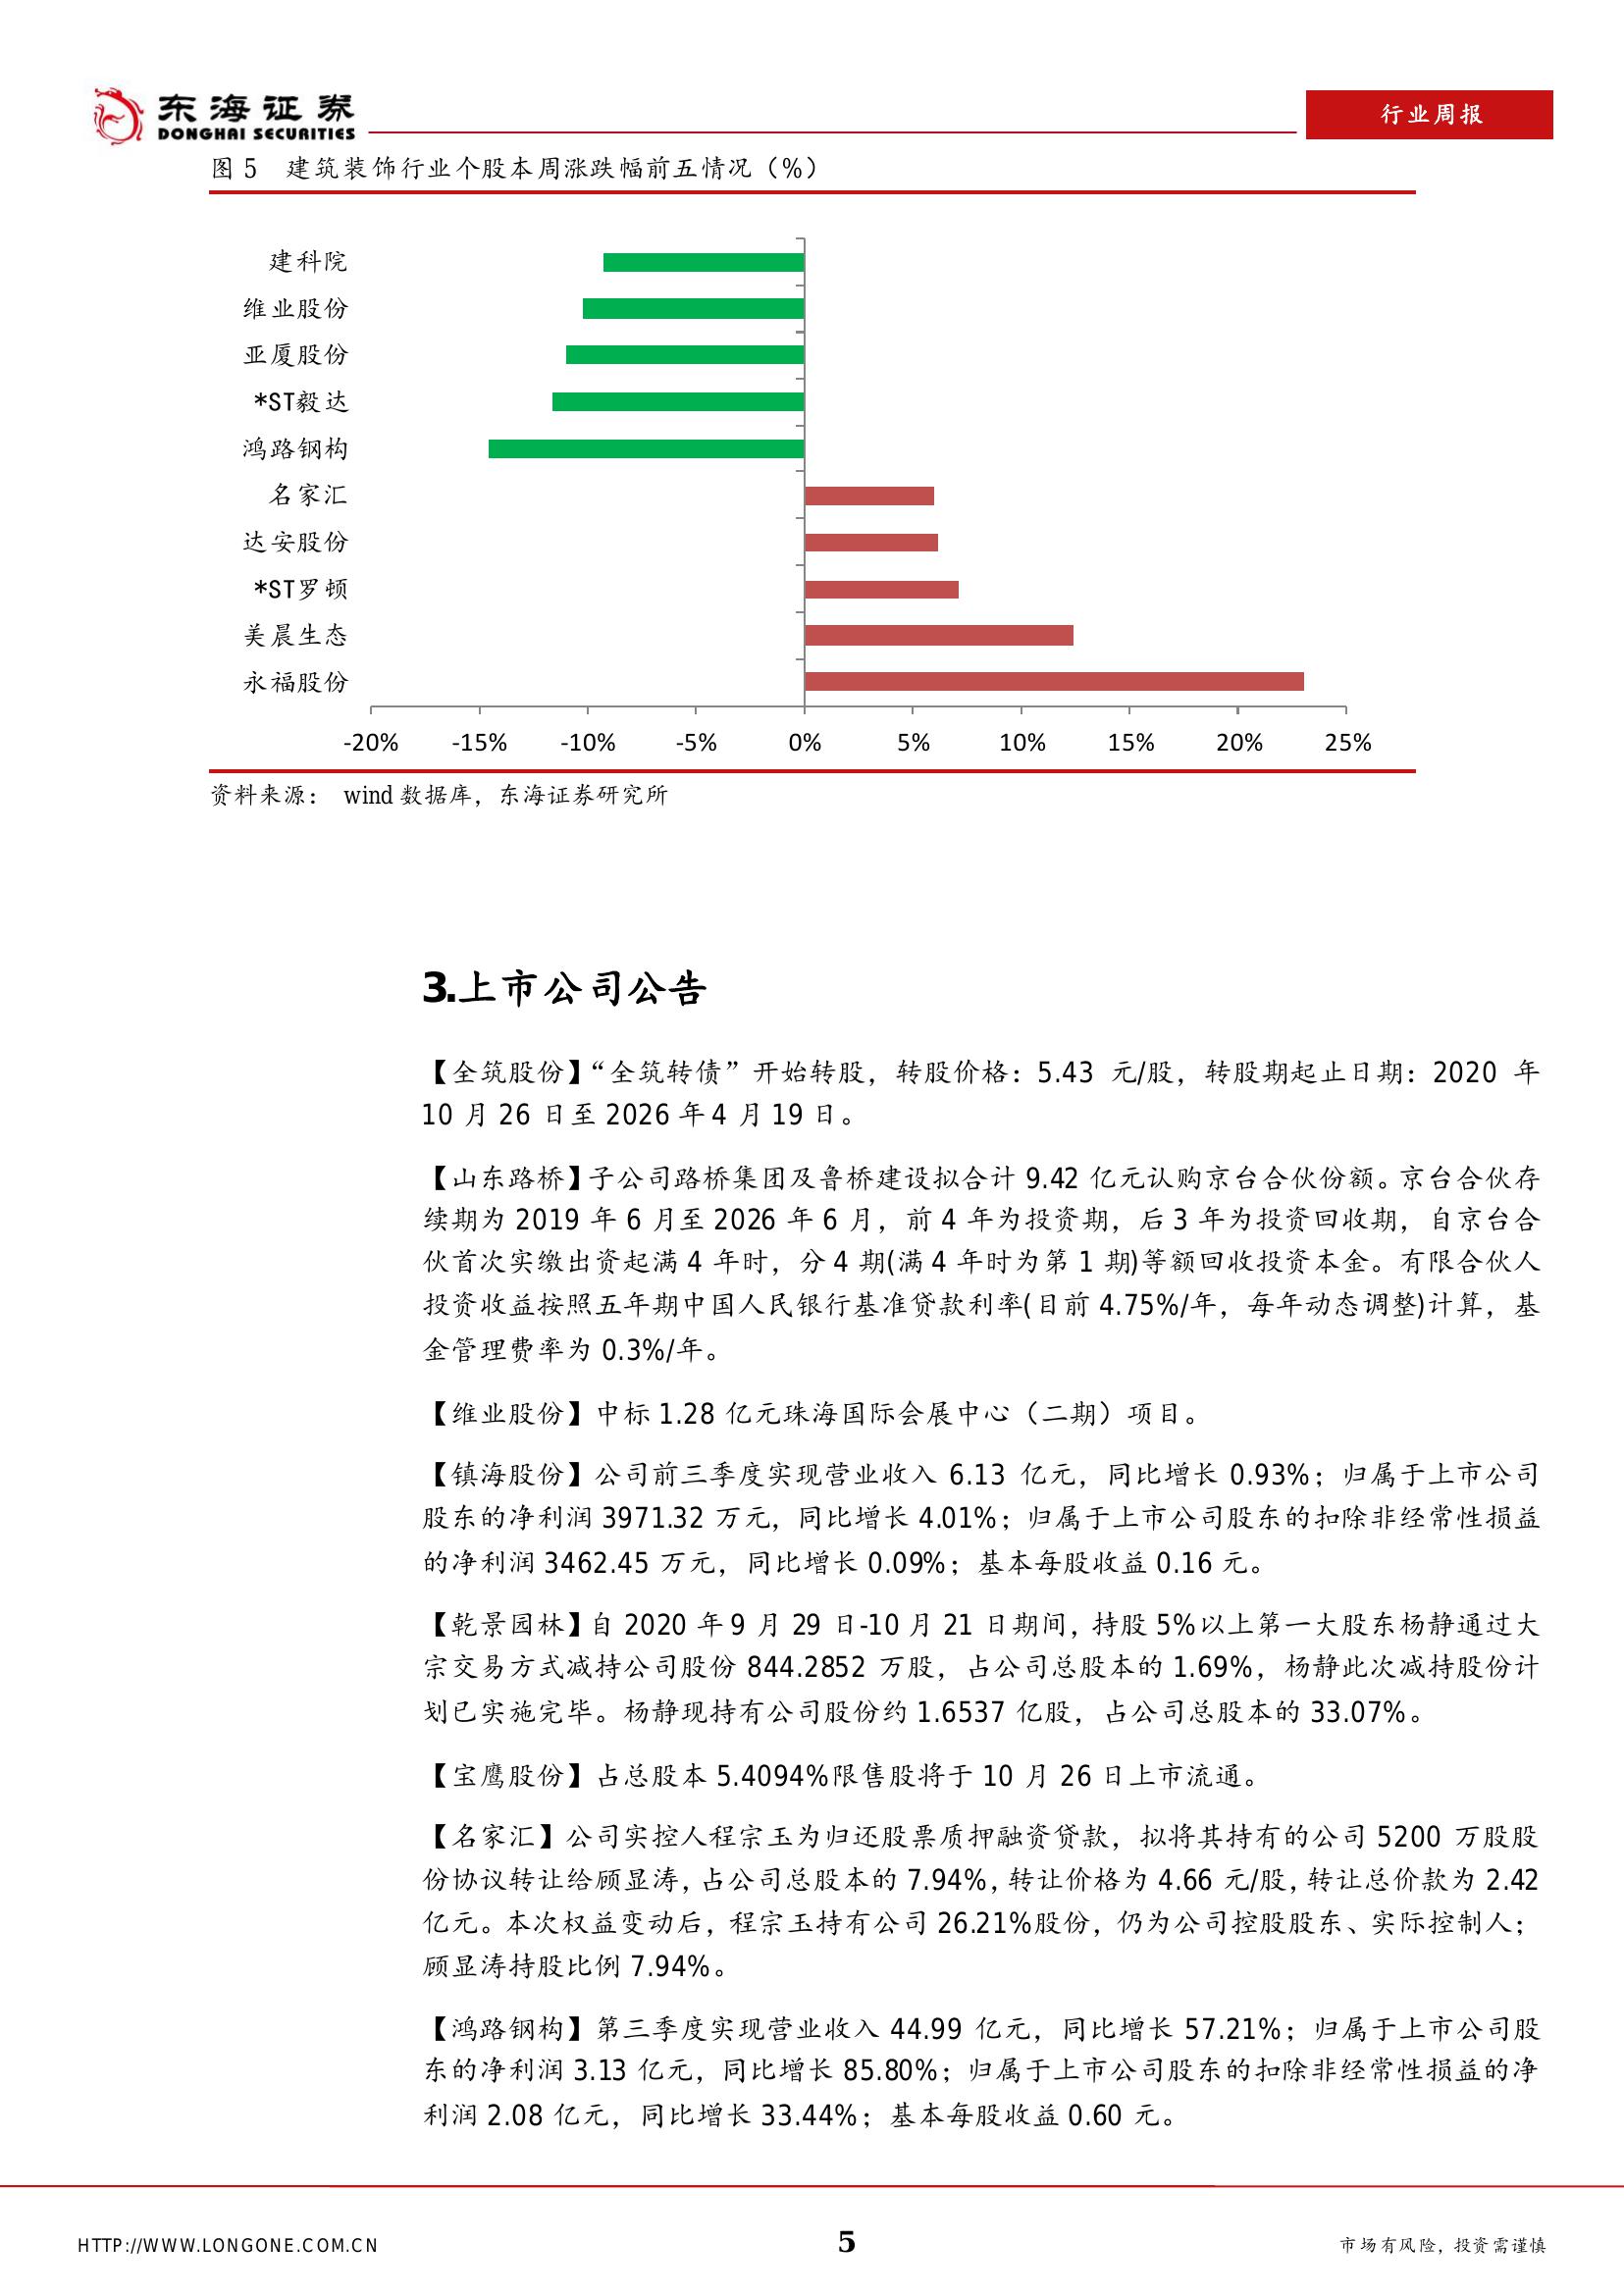 东海证券
DONGHAI SECURITIES
行业周报
图 5 建筑装饰行业个股本周涨跌幅前五情况（%）
建科院
维业股份
亚厦股份
*ST毅达
鸿路钢构
名家汇
达安股份
*ST罗顿
美晨生态
永福股份
-20% -15% -10% -5% 0% 5% 10% 15% 20% 25%
资料来源： wind 数据库，东海证券研究所
3.上市公司公告
【全筑股份】“全筑转债”开始转股，转股价格：5.43 元/股，转股期起止日期：2020 年
10 月 26 日至 2026 年 4 月 19 日。
【山东路桥】子公司路桥集团及鲁桥建设拟合计 9.42 亿元认购京台合伙份额。京台合伙存
续期为 2019 年 6 月至 2026 年 6 月，前 4 年为投资期，后 3 年为投资回收期，自京台合
伙首次实缴出资起满 4 年时，分 4 期(满 4 年时为第 1 期)等额回收投资本金。有限合伙人
投资收益按照五年期中国人民银行基准贷款利率(目前 4.75%/年，每年动态调整)计算，基
金管理费率为 0.3%/年。
【维业股份】中标 1.28 亿元珠海国际会展中心（二期）项目。
【镇海股份】公司前三季度实现营业收入 6.13 亿元，同比增长 0.93%；归属于上市公司
股东的净利润 3971.32 万元，同比增长 4.01%；归属于上市公司股东的扣除非经常性损益
的净利润 3462.45 万元，同比增长 0.09%；基本每股收益 0.16 元。
【乾景园林】自 2020 年 9 月 29 日-10 月 21 日期间，持股 5%以上第一大股东杨静通过大
宗交易方式减持公司股份 844.2852 万股，占公司总股本的 1.69%，杨静此次减持股份计
划已实施完毕。杨静现持有公司股份约 1.6537 亿股，占公司总股本的 33.07%。
【宝鹰股份】占总股本 5.4094%限售股将于 10 月 26 日上市流通。
【名家汇】公司实控人程宗玉为归还股票质押融资贷款，拟将其持有的公司 5200 万股股
份协议转让给顾显涛，占公司总股本的 7.94%，转让价格为 4.66 元/股，转让总价款为 2.42
亿元。本次权益变动后，程宗玉持有公司 26.21%股份，仍为公司控股股东、实际控制人；
顾显涛持股比例 7.94%。
【鸿路钢构】第三季度实现营业收入 44.99 亿元，同比增长 57.21%；归属于上市公司股
东的净利润 3.13 亿元，同比增长 85.80%；归属于上市公司股东的扣除非经常性损益的净
利润 2.08 亿元，同比增长 33.44%；基本每股收益 0.60 元。
HTTP://WWW.LONGONE.COM.CN
5
市场有风险，投资需谨慎